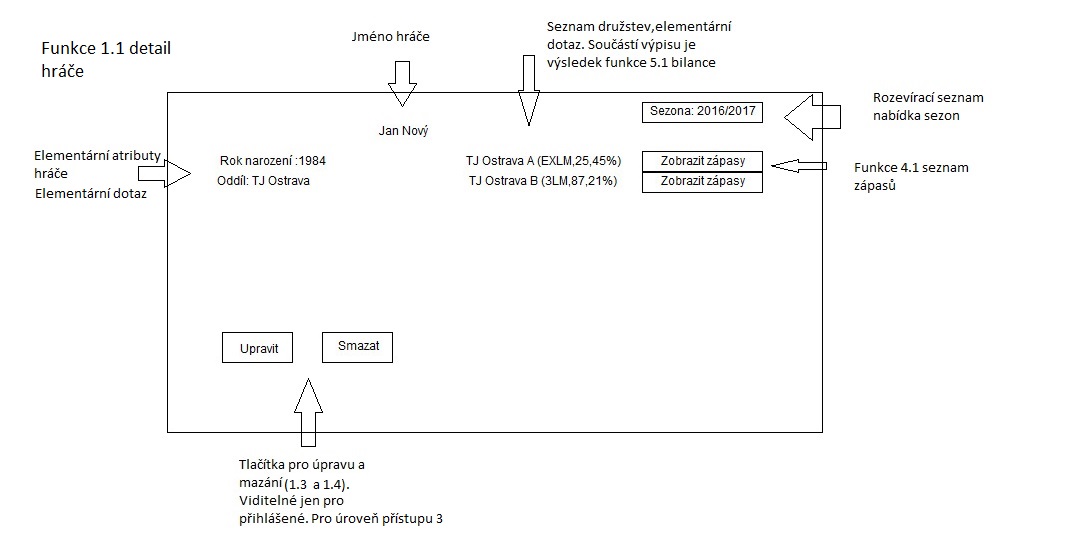 Funkce 1.1 detail
hráče
Jméno hráče
Seznam družstev,elementární
dotaz. Součástí výpisu je
výsledek funkce 5.1 bilance
Rozevírací seznam
nabídka sezon
Sezona: 2016/2017
Jan Nový
Elementární atributy
hráče
Elementární dotaz
Rok narození :1984
Oddíl: TJ Ostrava
TJ Ostrava A (EXLM,25,45%)
TJ Ostrava B (3LM,87,21%)
Zobrazit zápasy
Zobrazit zápasy
Funkce 4.1 seznam
zápasů
Upravit
Smazat
Tlačítka pro úpravu a
mazání (1.3 a 1.4).
Viditelné jen pro
přihlášené. Pro úroveň přístupu 3